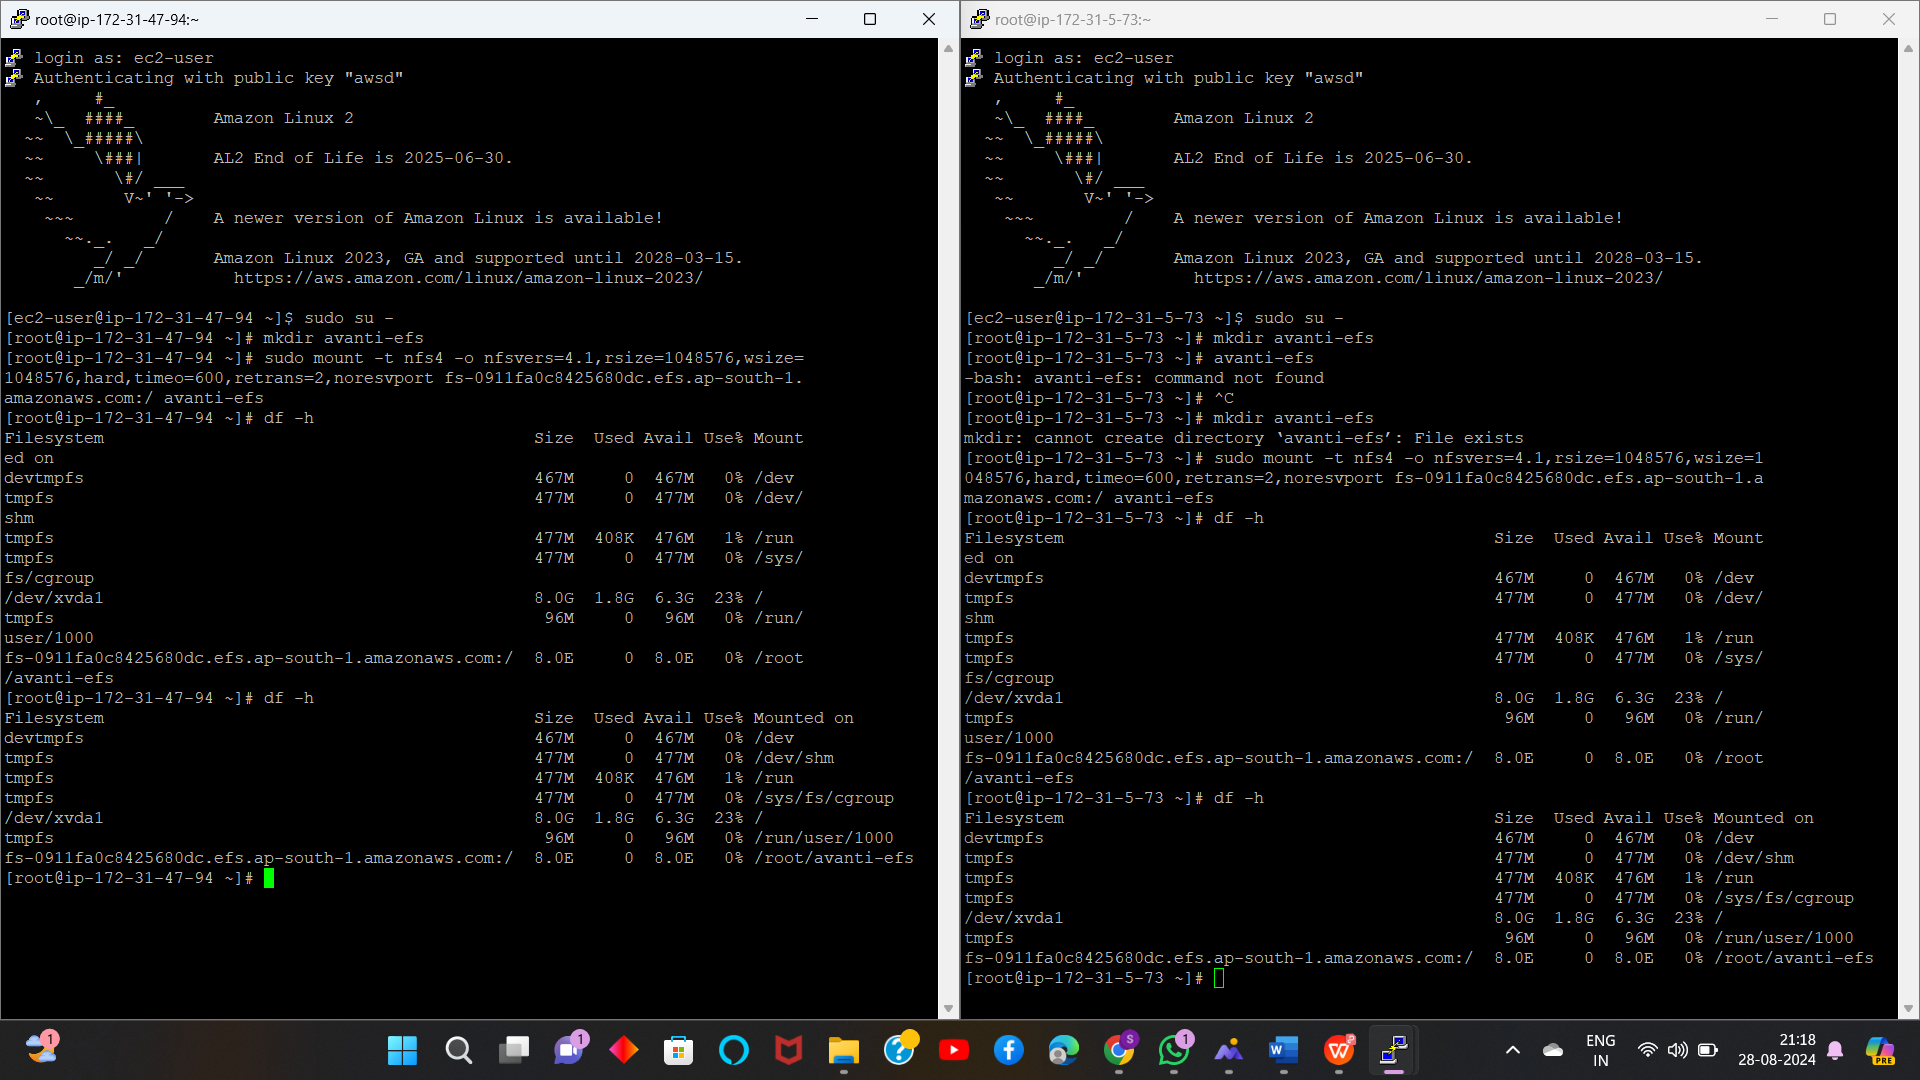 root@ip-172-31-47-94:~
login as: ec2-user
Authenticating with public key "awsd"
   ,     #_
   ~\_  ####_        Amazon Linux 2
  ~~  \_#####\
  ~~     \###|       AL2 End of Life is 2025-06-30.
  ~~       \#/ ___
   ~~       V~' '->
    ~~~         /    A newer version of Amazon Linux is available!
      ~~._.   _/
         _/ _/       Amazon Linux 2023, GA and supported until 2028-03-15.
       _/m/'           https://aws.amazon.com/linux/amazon-linux-2023/
[ec2-user@ip-172-31-47-94 ~]$ sudo su -
[root@ip-172-31-47-94 ~]# mkdir avanti-efs
[root@ip-172-31-47-94 ~]# sudo mount -t nfs4 -o nfsvers=4.1,rsize=1048576,wsize=
1048576,hard,timeo=600,retrans=2,noresvport fs-0911fa0c8425680dc.efs.ap-south-1.
amazonaws.com:/ avanti-efs
[root@ip-172-31-47-94 ~]# df -h
Filesystem                                           Size  Used Avail Use% Mount
ed on
devtmpfs                                             467M     0  467M   0% /dev
tmpfs                                                477M     0  477M   0% /dev/
shm
tmpfs                                                477M  408K  476M   1% /run
tmpfs                                                477M     0  477M   0% /sys/
fs/cgroup
/dev/xvda1                                           8.0G  1.8G  6.3G  23% /
tmpfs                                                 96M     0   96M   0% /run/
user/1000
fs-0911fa0c8425680dc.efs.ap-south-1.amazonaws.com:/  8.0E     0  8.0E   0% /root
/avanti-efs
[root@ip-172-31-47-94 ~]# df -h
Filesystem                                           Size  Used Avail Use% Mounted on
devtmpfs                                             467M     0  467M   0% /dev
tmpfs                                                477M     0  477M   0% /dev/shm
tmpfs                                                477M  408K  476M   1% /run
tmpfs                                                477M     0  477M   0% /sys/fs/cgroup
/dev/xvda1                                           8.0G  1.8G  6.3G  23% /
tmpfs                                                 96M     0   96M   0% /run/user/1000
fs-0911fa0c8425680dc.efs.ap-south-1.amazonaws.com:/  8.0E     0  8.0E   0% /root/avanti-efs
[root@ip-172-31-47-94 ~]#
root@ip-172-31-5-73:~
login as: ec2-user
Authenticating with public key "awsd"
   ,     #_
   ~\_  ####_        Amazon Linux 2
  ~~  \_#####\
  ~~     \###|       AL2 End of Life is 2025-06-30.
  ~~       \#/ ___
   ~~       V~' '->
    ~~~         /    A newer version of Amazon Linux is available!
      ~~._.   _/
         _/ _/       Amazon Linux 2023, GA and supported until 2028-03-15.
       _/m/'           https://aws.amazon.com/linux/amazon-linux-2023/
[ec2-user@ip-172-31-5-73 ~]$ sudo su -
[root@ip-172-31-5-73 ~]# mkdir avanti-efs
[root@ip-172-31-5-73 ~]# avanti-efs
-bash: avanti-efs: command not found
[root@ip-172-31-5-73 ~]# ^C
[root@ip-172-31-5-73 ~]# mkdir avanti-efs
mkdir: cannot create directory ‘avanti-efs’: File exists
[root@ip-172-31-5-73 ~]# sudo mount -t nfs4 -o nfsvers=4.1,rsize=1048576,wsize=1
048576,hard,timeo=600,retrans=2,noresvport fs-0911fa0c8425680dc.efs.ap-south-1.a
mazonaws.com:/ avanti-efs
[root@ip-172-31-5-73 ~]# df -h
Filesystem                                           Size  Used Avail Use% Mount
ed on
devtmpfs                                             467M     0  467M   0% /dev
tmpfs                                                477M     0  477M   0% /dev/
shm
tmpfs                                                477M  408K  476M   1% /run
tmpfs                                                477M     0  477M   0% /sys/
fs/cgroup
/dev/xvda1                                           8.0G  1.8G  6.3G  23% /
tmpfs                                                 96M     0   96M   0% /run/
user/1000
fs-0911fa0c8425680dc.efs.ap-south-1.amazonaws.com:/  8.0E     0  8.0E   0% /root
/avanti-efs
[root@ip-172-31-5-73 ~]# df -h
Filesystem                                           Size  Used Avail Use% Mounted on
devtmpfs                                             467M     0  467M   0% /dev
tmpfs                                                477M     0  477M   0% /dev/shm
tmpfs                                                477M  408K  476M   1% /run
tmpfs                                                477M     0  477M   0% /sys/fs/cgroup
/dev/xvda1                                           8.0G  1.8G  6.3G  23% /
tmpfs                                                 96M     0   96M   0% /run/user/1000
fs-0911fa0c8425680dc.efs.ap-south-1.amazonaws.com:/  8.0E     0  8.0E   0% /root/avanti-efs
[root@ip-172-31-5-73 ~]#
1
1
S
1
ENG
IN
21:18
28-08-2024
PRE